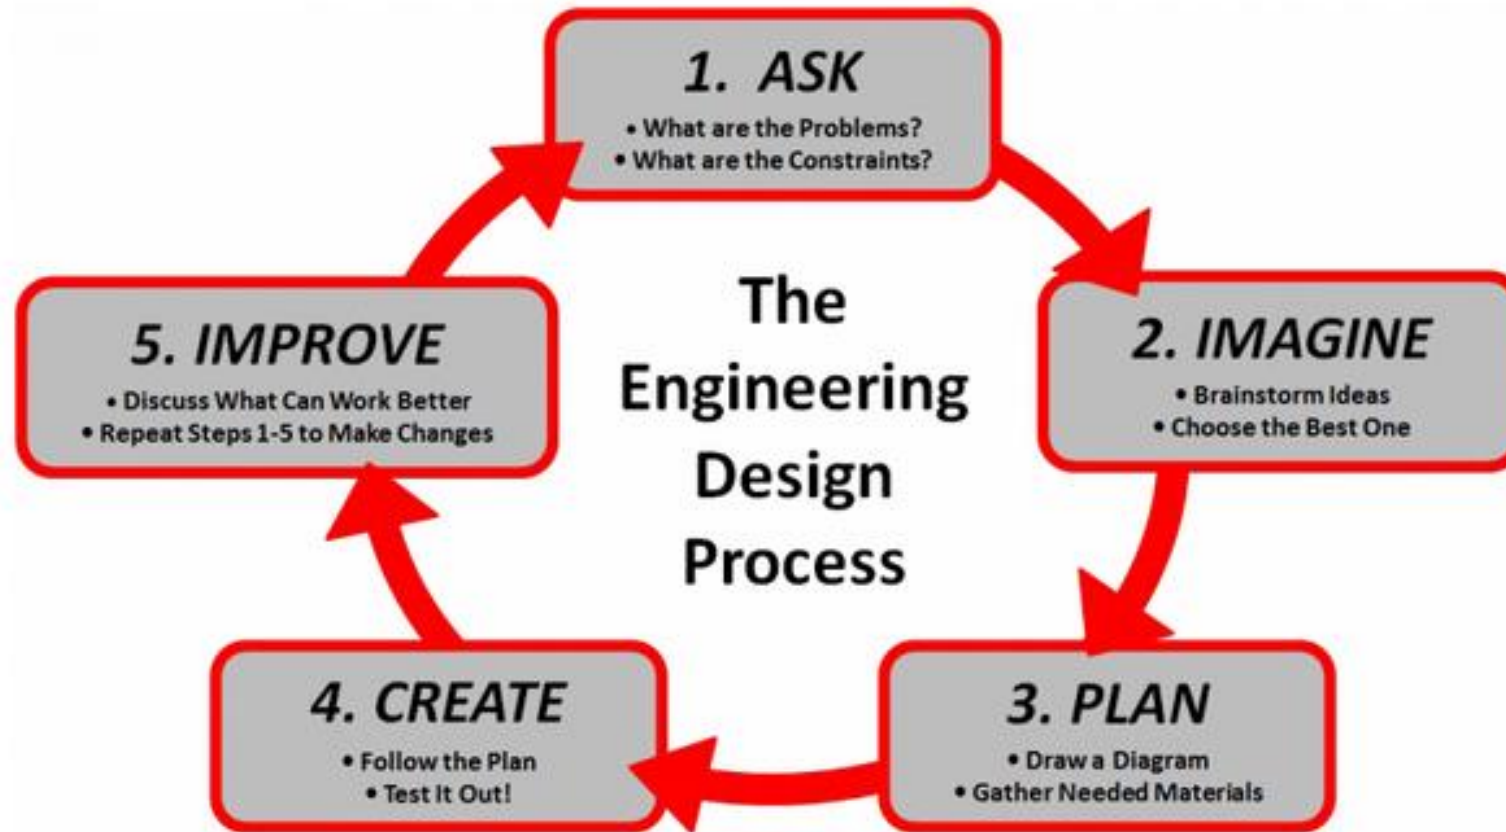 1. ASK
• What are the Problems?
• What are the Constraints?
The
Engineering
Design
Process
2. IMAGINE
• Brainstorm Ideas
• Choose the Best One
3. PLAN
• Draw a Diagram
• Gather Needed Materials
4. CREATE
• Follow the Plan
• Test It Out!
5. IMPROVE
• Discuss What Can Work Better
• Repeat Steps 1-5 to Make Changes